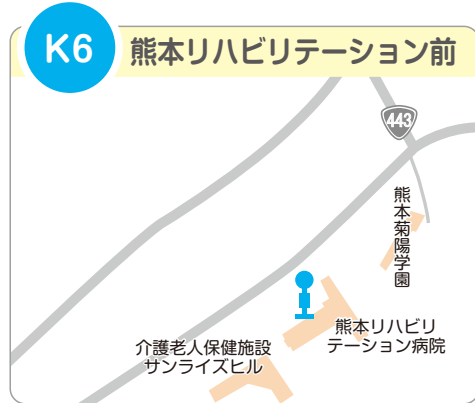 K6 熊本リハビリテーション前
443
熊本菊陽学園
熊本リハビリ
テーション病院
介護老人保健施設
サンライズヒル